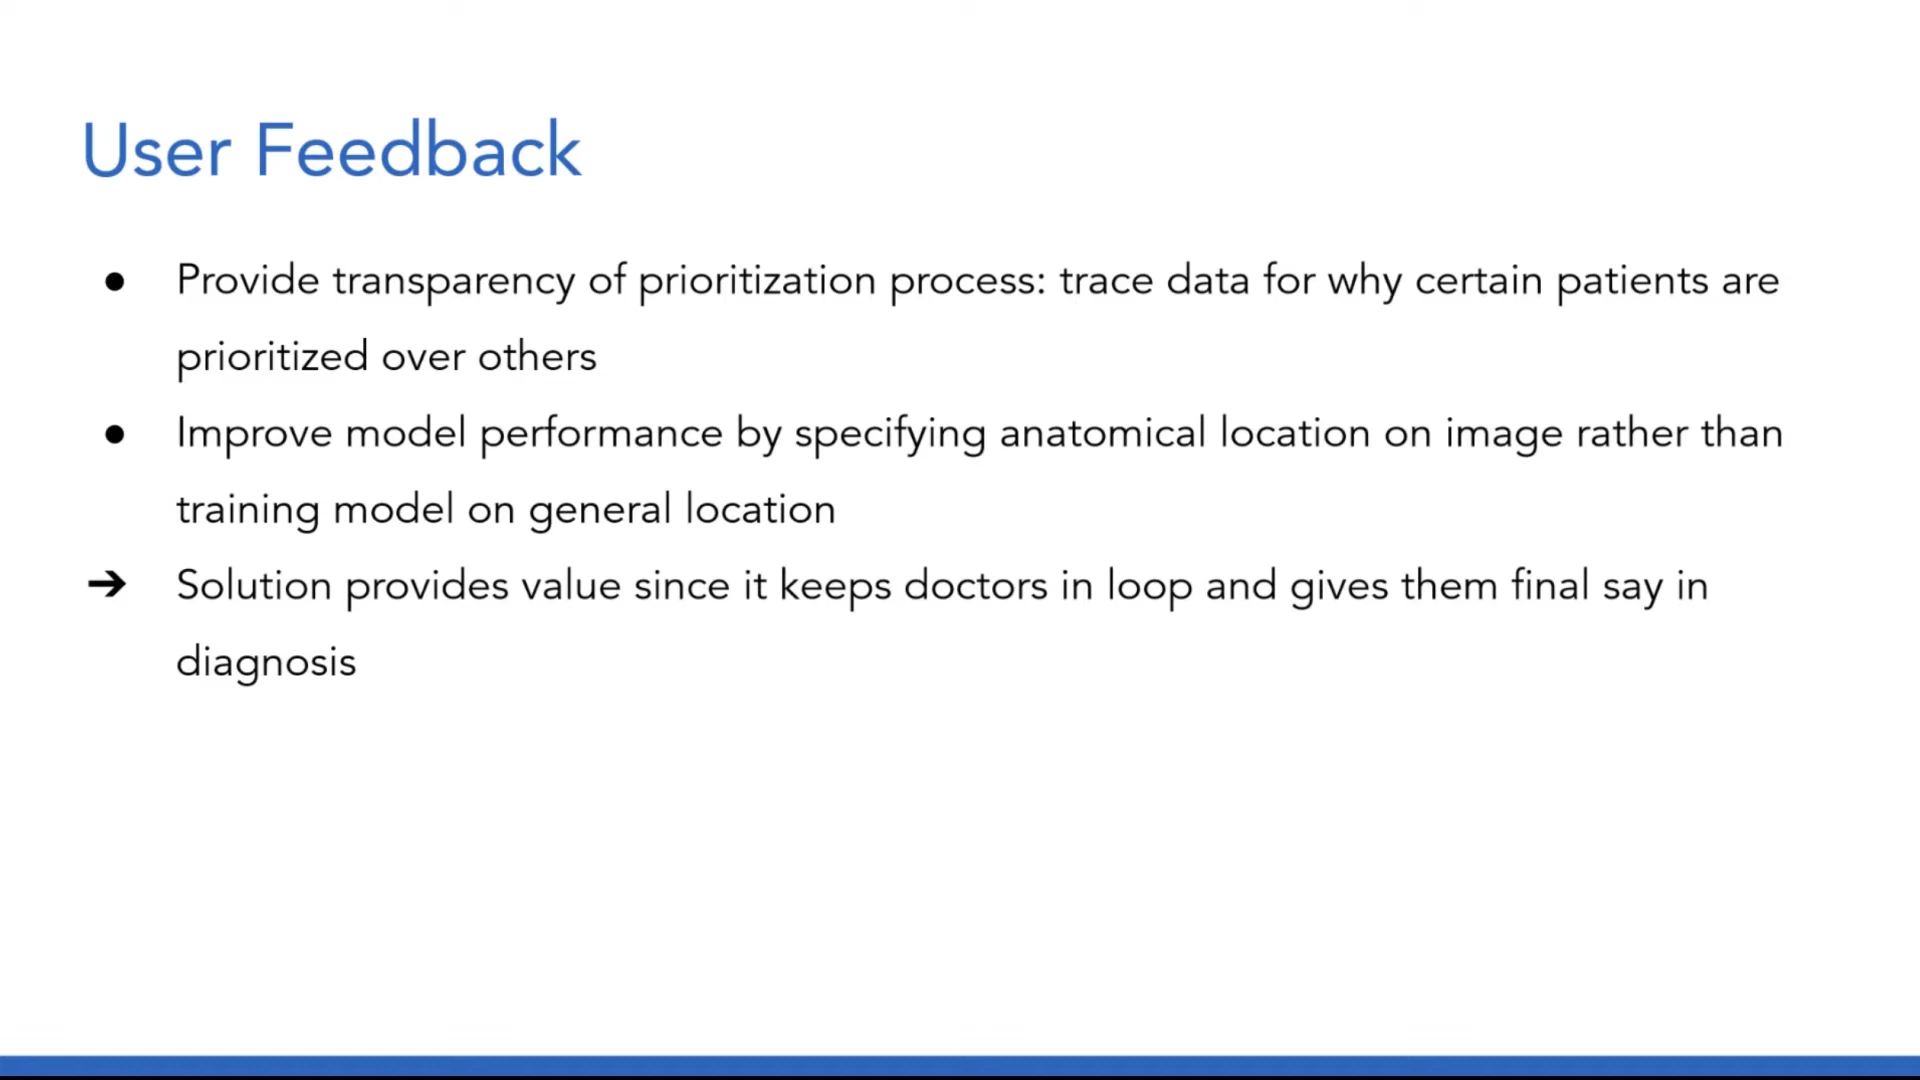 User Feedback
● Provide transparency of prioritization process: trace data for why certain patients are
prioritized over others
● Improve model performance by specifying anatomical location on image rather than
training model on general location
➔ Solution provides value since it keeps doctors in loop and gives them final say in
diagnosis